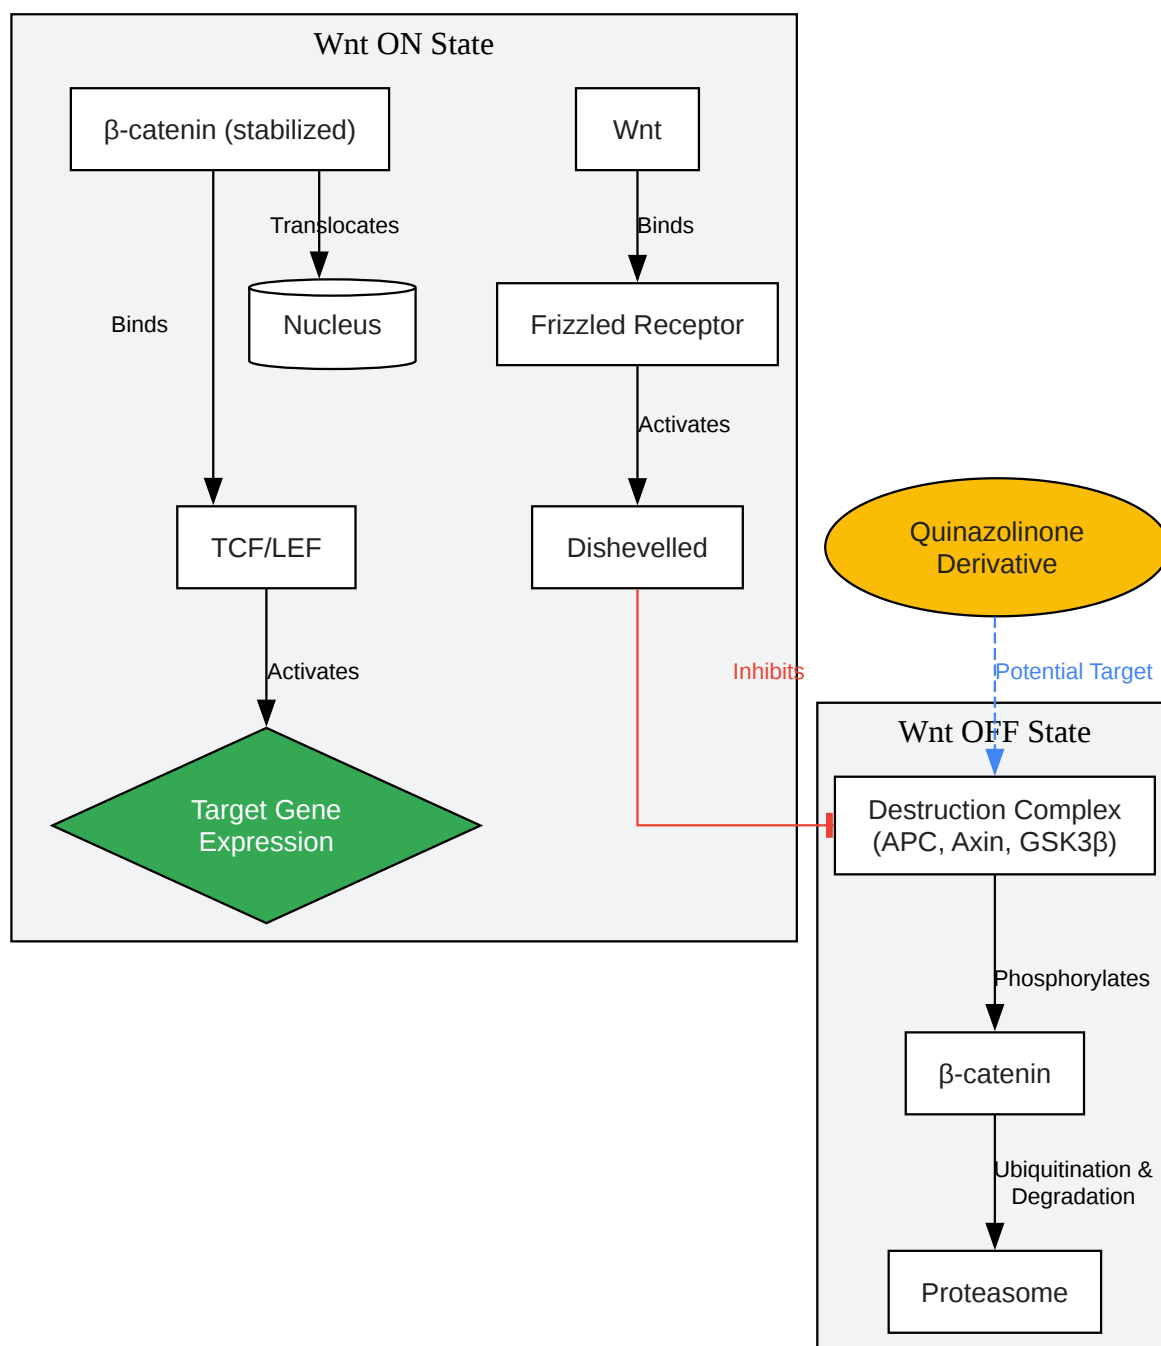 Wnt ON State
β-catenin (stabilized)
Wnt
Translocates
Binds
Binds
Nucleus
Frizzled Receptor
Activates
TCF/LEF
Dishevelled
Quinazolinone
Derivative
Activates
Inhibits
Potential Target
Wnt OFF State
Target Gene
Expression
Destruction Complex
(APC, Axin, GSK3β)
Phosphorylates
β-catenin
Ubiquitination &
Degradation
Proteasome